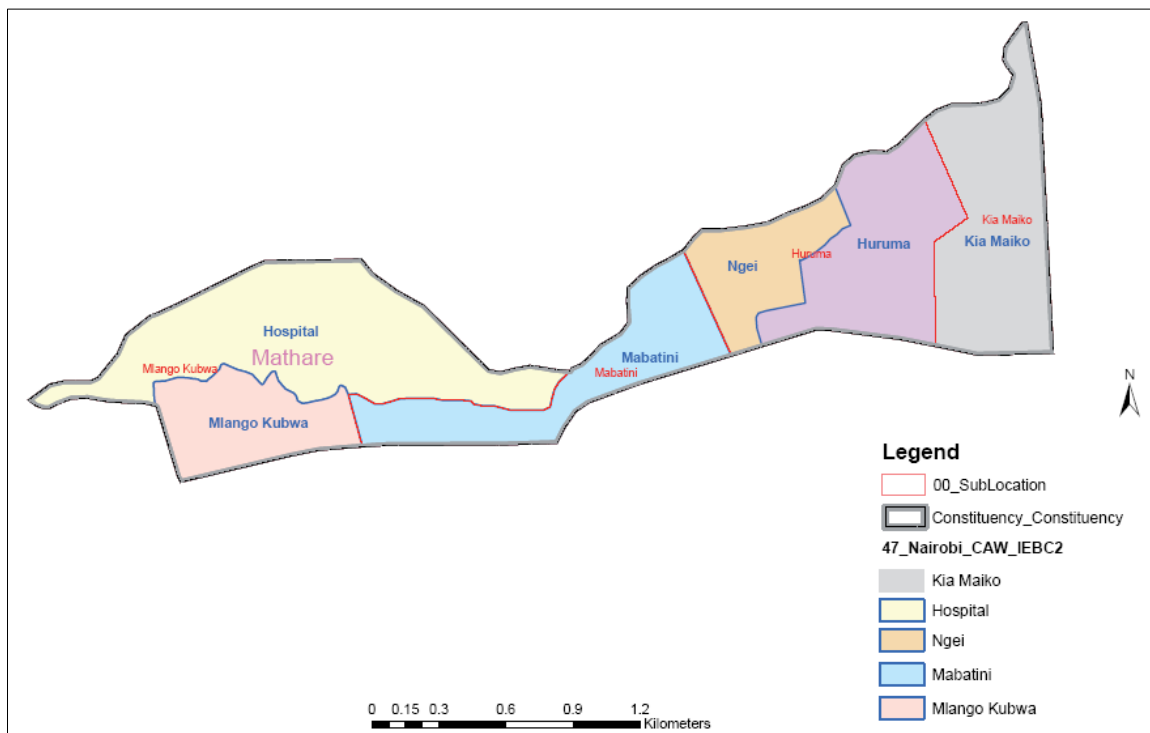 Kia Maiko
Kia Maiko
Huruma
Huruma
Ngei
Mabatini
Mabatini
Hospital
Mathare
Mlango Kubwa
Mlango Kubwa
N
Legend
00_SubLocation
Constituency_Constituency
47_Nairobi_CAW_IEBC2
Kia Maiko
Hospital
Ngei
Mabatini
Mlango Kubwa
0 0.15 0.3 0.6 0.9 1.2
Kilometers